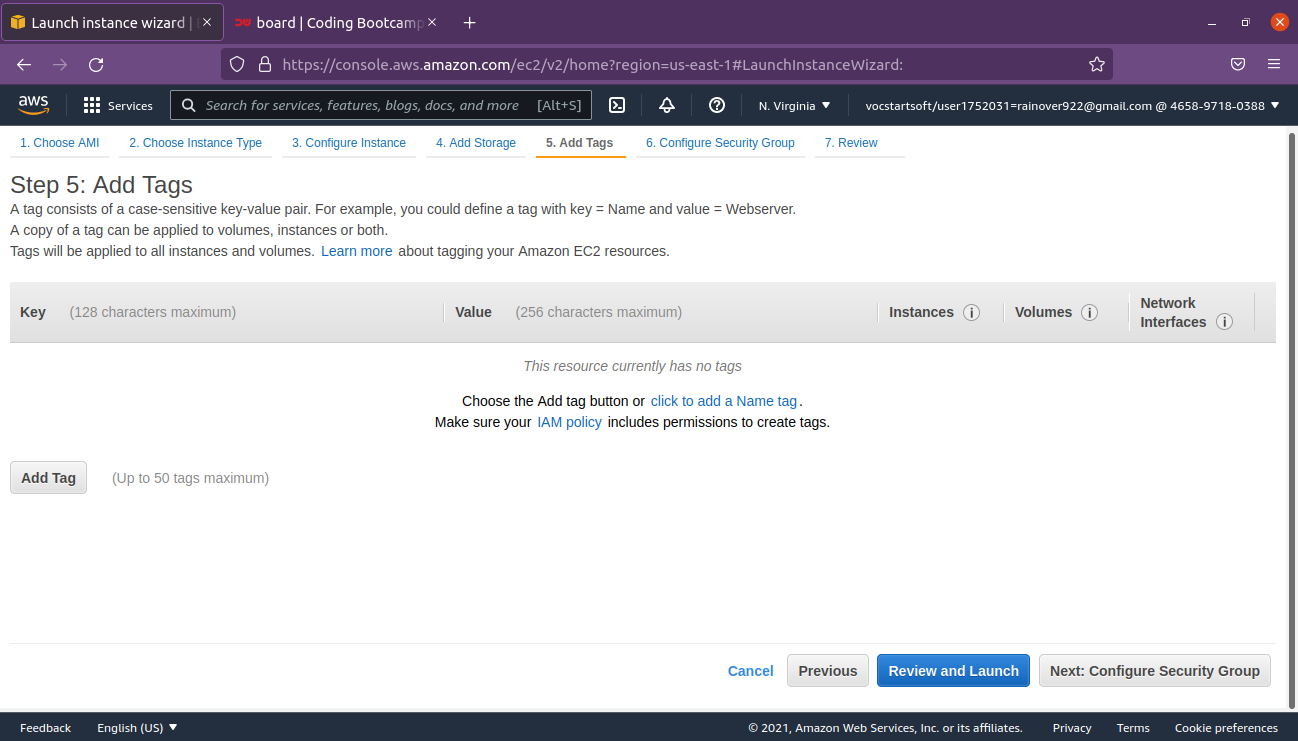 Launch instance wizard |
board | Coding Bootcamp
https://console.aws.amazon.com/ec2/v2/home?region=us-east-1#LaunchInstanceWizard:
aws Services Search for services, features, blogs, docs, and more [Alt+S] N. Virginia vocstartsoft/user1752031=rainover922@gmail.com @ 4658-9718-0388
1. Choose AMI 2. Choose Instance Type 3. Configure Instance 4. Add Storage 5. Add Tags 6. Configure Security Group 7. Review
Step 5: Add Tags
A tag consists of a case-sensitive key-value pair. For example, you could define a tag with key = Name and value = Webserver.
A copy of a tag can be applied to volumes, instances or both.
Tags will be applied to all instances and volumes. Learn more about tagging your Amazon EC2 resources.
Key (128 characters maximum) Value (256 characters maximum) Instances i Volumes i Network Interfaces i
This resource currently has no tags
Choose the Add tag button or click to add a Name tag.
Make sure your IAM policy includes permissions to create tags.
Add Tag (Up to 50 tags maximum)
Cancel Previous Review and Launch Next: Configure Security Group
Feedback English (US) © 2021, Amazon Web Services, Inc. or its affiliates. Privacy Terms Cookie preferences